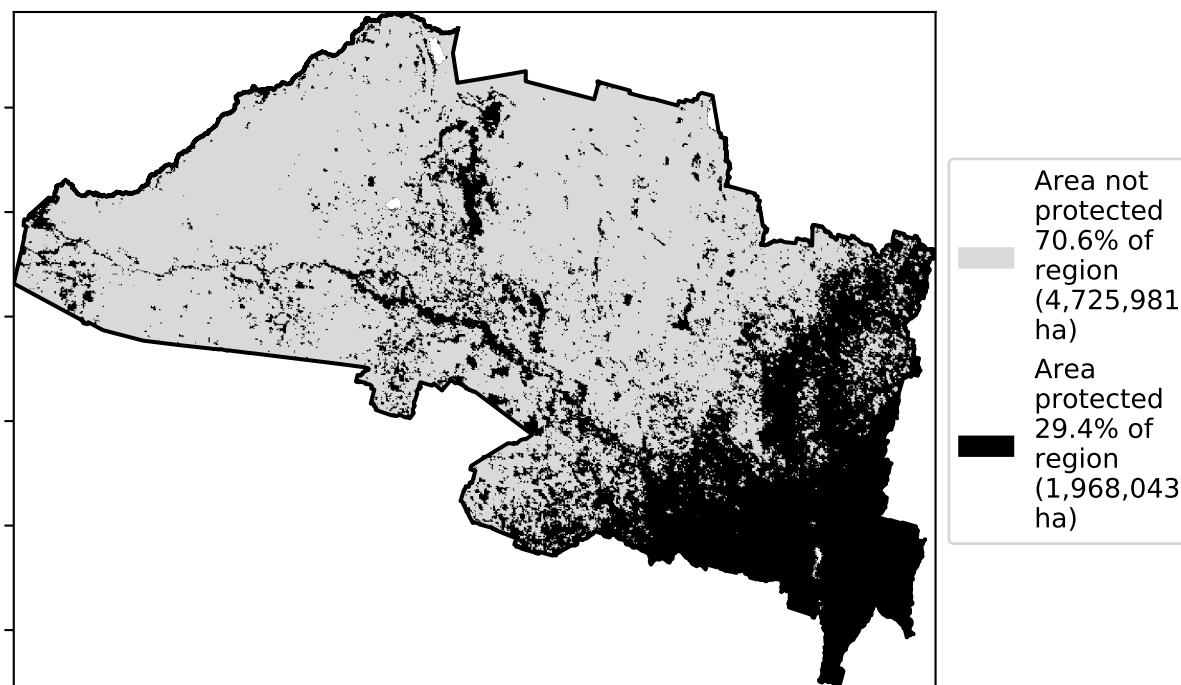 Area not
protected
70.6% of
region
(4,725,981
ha)
Area
protected
29.4% of
region
(1,968,043
ha)